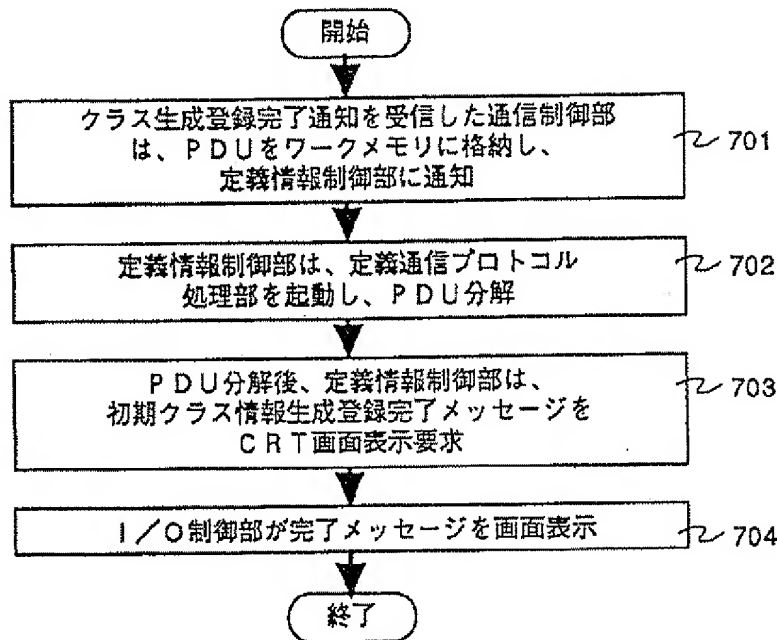 開始
クラス生成登録完了通知を受信した通信制御部
は、PDUをワークメモリに格納し、
定義情報制御部に通知
701
定義情報制御部は、定義通信プロトコル
処理部を起動し、PDU分解
702
PDU分解後、定義情報制御部は、
初期クラス情報生成登録完了メッセージを
CRT画面表示要求
703
I/O制御部が完了メッセージを画面表示
704
終了